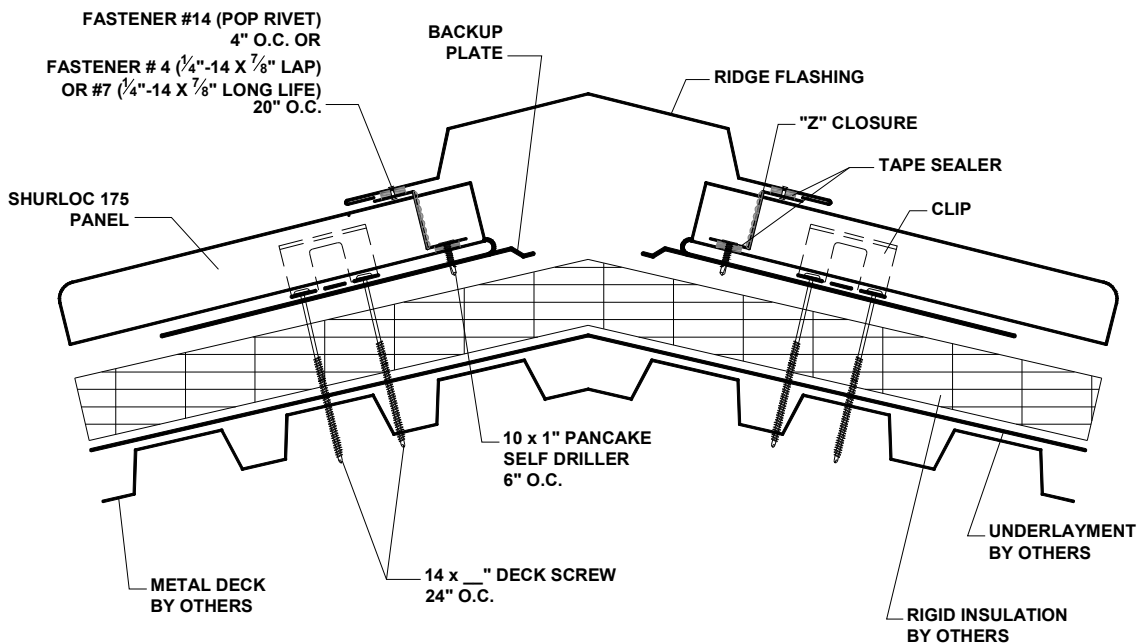 FASTENER #14 (POP RIVET)
4" O.C. OR
FASTENER # 4 (¼"-14 X ⅞" LAP)
OR #7 (¼"-14 X ⅞" LONG LIFE)
20" O.C.
BACKUP
PLATE
RIDGE FLASHING
"Z" CLOSURE
TAPE SEALER
SHURLOC 175
PANEL
CLIP
10 x 1" PANCAKE
SELF DRILLER
6" O.C.
UNDERLAYMENT
BY OTHERS
14 x __" DECK SCREW
24" O.C.
METAL DECK
BY OTHERS
RIGID INSULATION
BY OTHERS